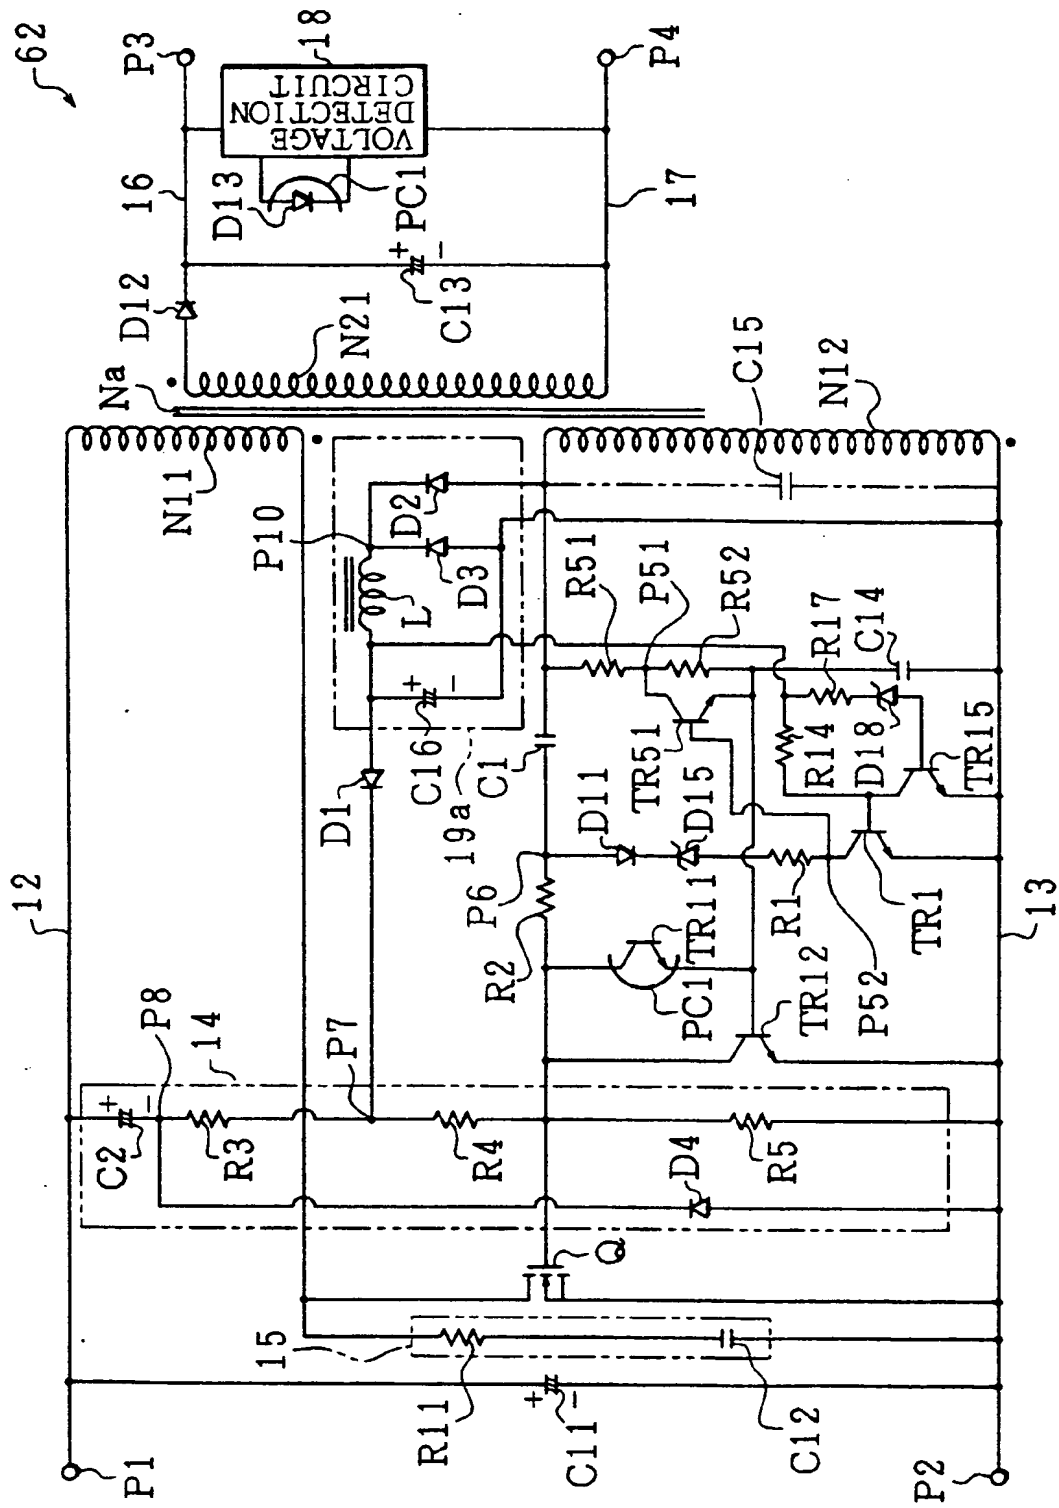 62
P1
P2
P3
P4
12
13
14
15
16
17
18
19a
VOLTAGE
DETECTION
CIRCUIT
D13
PC1
D12
C13
N21
Na
N11
N12
C15
P10
L
D2
D3
C16
+
−
D1
C1
R51
P51
R52
TR51
R17
C14
R14
D18
TR15
D11
D15
R1
TR1
P6
R2
TR11
PC1
TR12
P52
P7
P8
C2
+
−
R3
R4
R5
D4
Q
R11
C12
C11
+
−
+
−